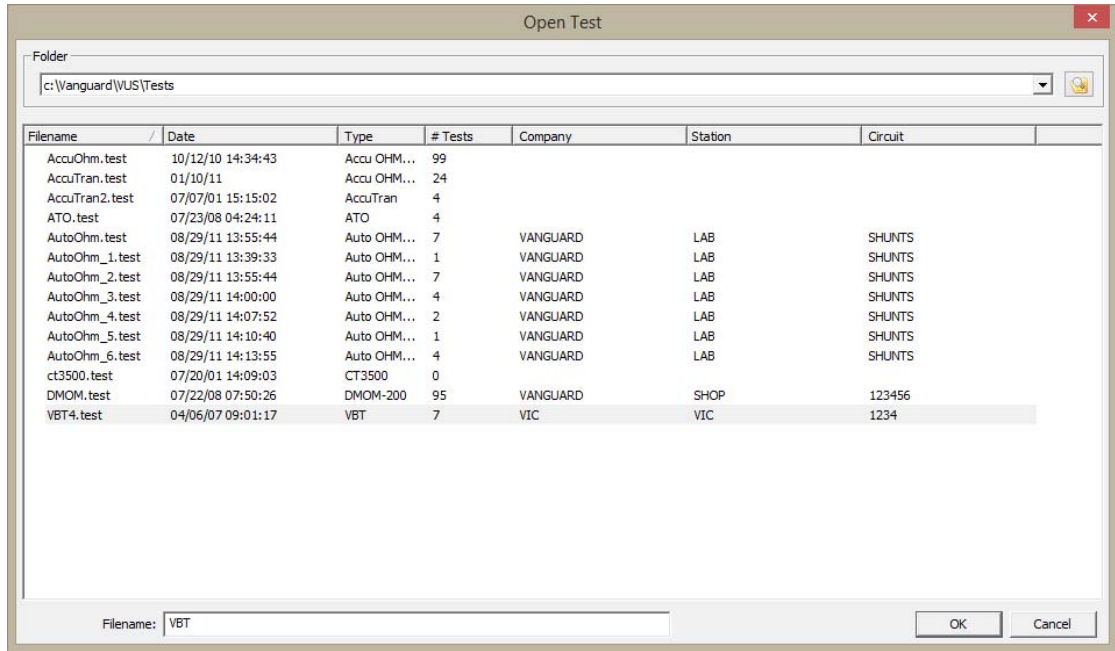 Open Test
Folder
c:\Vanguard\VUS\Tests
Filename Date Type # Tests Company Station Circuit
AccuOhm.test 10/12/10 14:34:43 Accu OHM... 99
AccuTran.test 01/10/11 Accu OHM... 24
AccuTran2.test 07/07/01 15:15:02 AccuTran 4
ATO.test 07/23/08 04:24:11 ATO 4
AutoOhm.test 08/29/11 13:55:44 Auto OHM... 7 VANGUARD LAB SHUNTS
AutoOhm_1.test 08/29/11 13:39:33 Auto OHM... 1 VANGUARD LAB SHUNTS
AutoOhm_2.test 08/29/11 13:55:44 Auto OHM... 7 VANGUARD LAB SHUNTS
AutoOhm_3.test 08/29/11 14:00:00 Auto OHM... 4 VANGUARD LAB SHUNTS
AutoOhm_4.test 08/29/11 14:07:52 Auto OHM... 2 VANGUARD LAB SHUNTS
AutoOhm_5.test 08/29/11 14:10:40 Auto OHM... 1 VANGUARD LAB SHUNTS
AutoOhm_6.test 08/29/11 14:13:55 Auto OHM... 4 VANGUARD LAB SHUNTS
ct3500.test 07/20/01 14:09:03 CT3500 0
DMOM.test 07/22/08 07:50:26 DMOM-200 95 VANGUARD SHOP 123456
VBT4.test 04/06/07 09:01:17 VBT 7 VIC VIC 1234
Filename: VBT OK Cancel